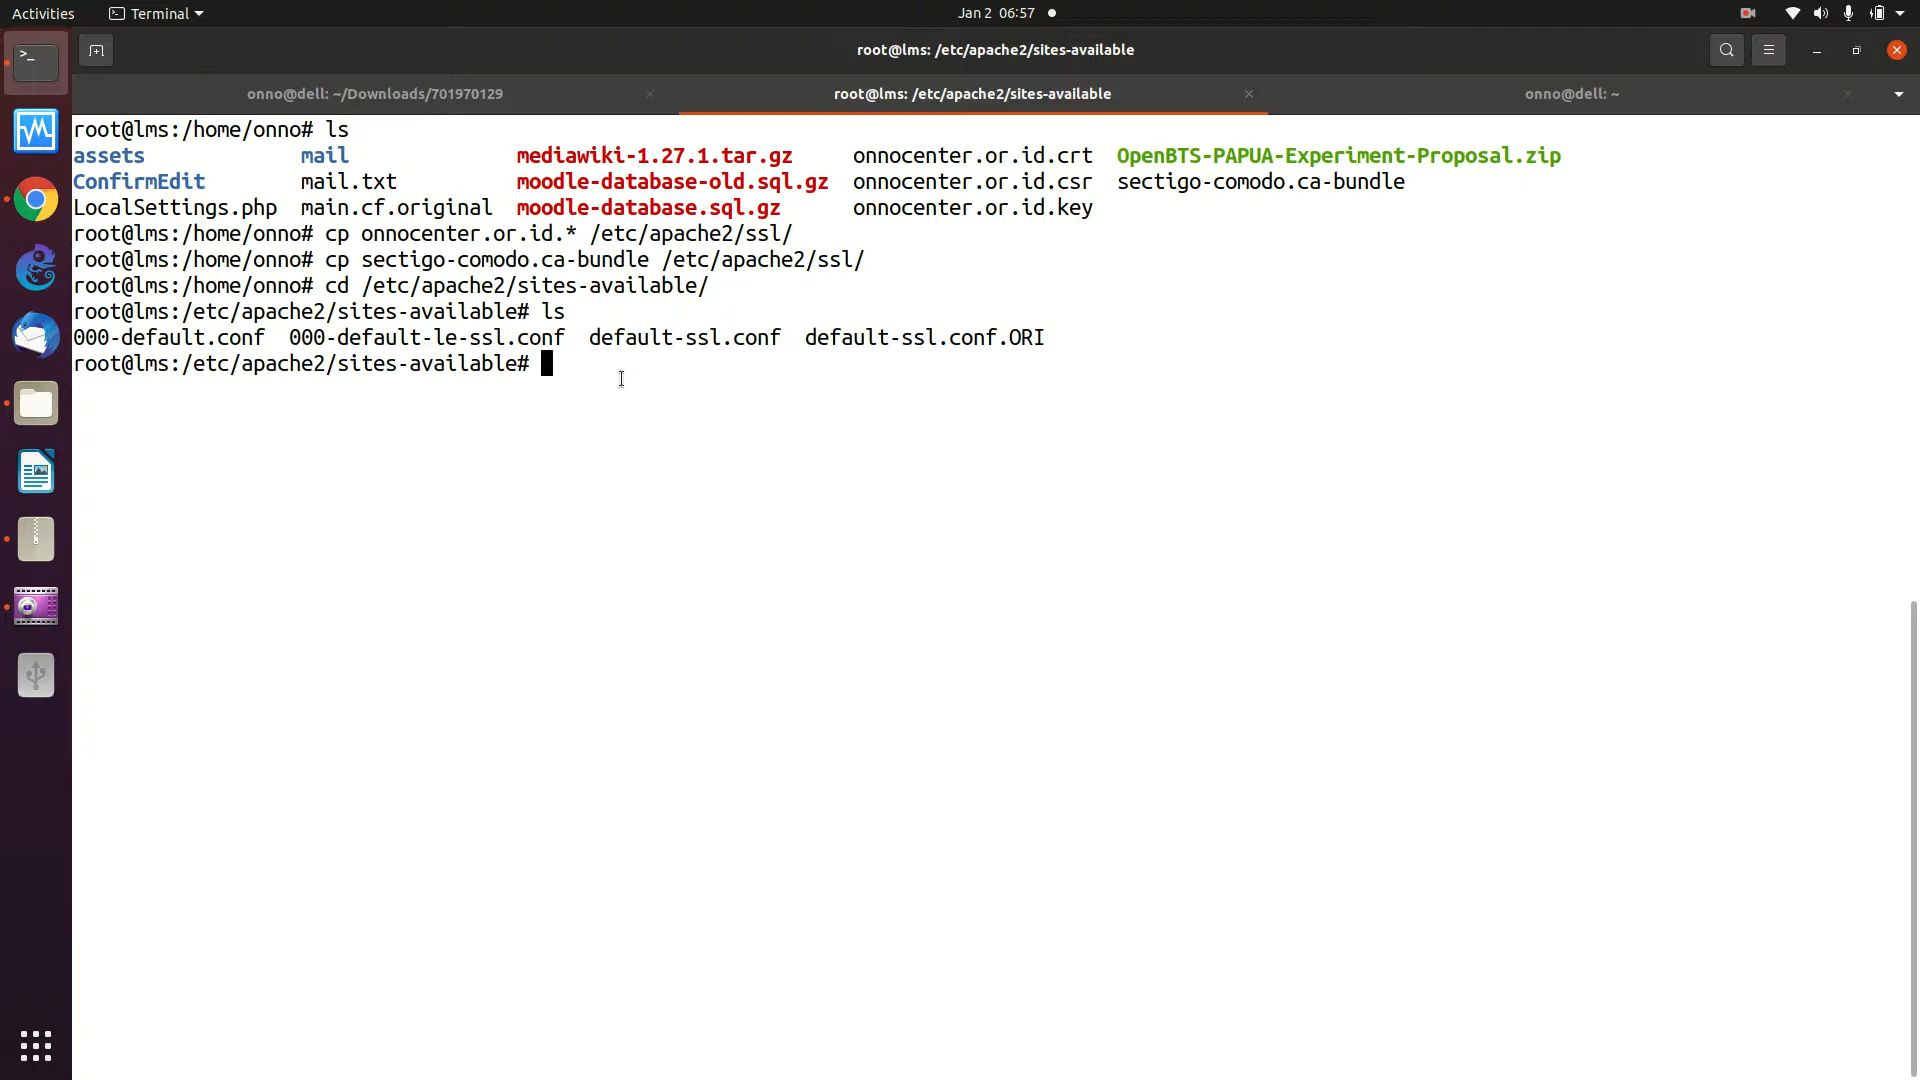 Activities Terminal Jan 2 06:57
root@lms: /etc/apache2/sites-available
onno@dell: ~/Downloads/701970129 root@lms: /etc/apache2/sites-available onno@dell: ~
root@lms:/home/onno# ls
assets mail mediawiki-1.27.1.tar.gz onnocenter.or.id.crt OpenBTS-PAPUA-Experiment-Proposal.zip
ConfirmEdit mail.txt moodle-database-old.sql.gz onnocenter.or.id.csr sectigo-comodo.ca-bundle
LocalSettings.php main.cf.original moodle-database.sql.gz onnocenter.or.id.key
root@lms:/home/onno# cp onnocenter.or.id.* /etc/apache2/ssl/
root@lms:/home/onno# cp sectigo-comodo.ca-bundle /etc/apache2/ssl/
root@lms:/home/onno# cd /etc/apache2/sites-available/
root@lms:/etc/apache2/sites-available# ls
000-default.conf 000-default-le-ssl.conf default-ssl.conf default-ssl.conf.ORI
root@lms:/etc/apache2/sites-available#